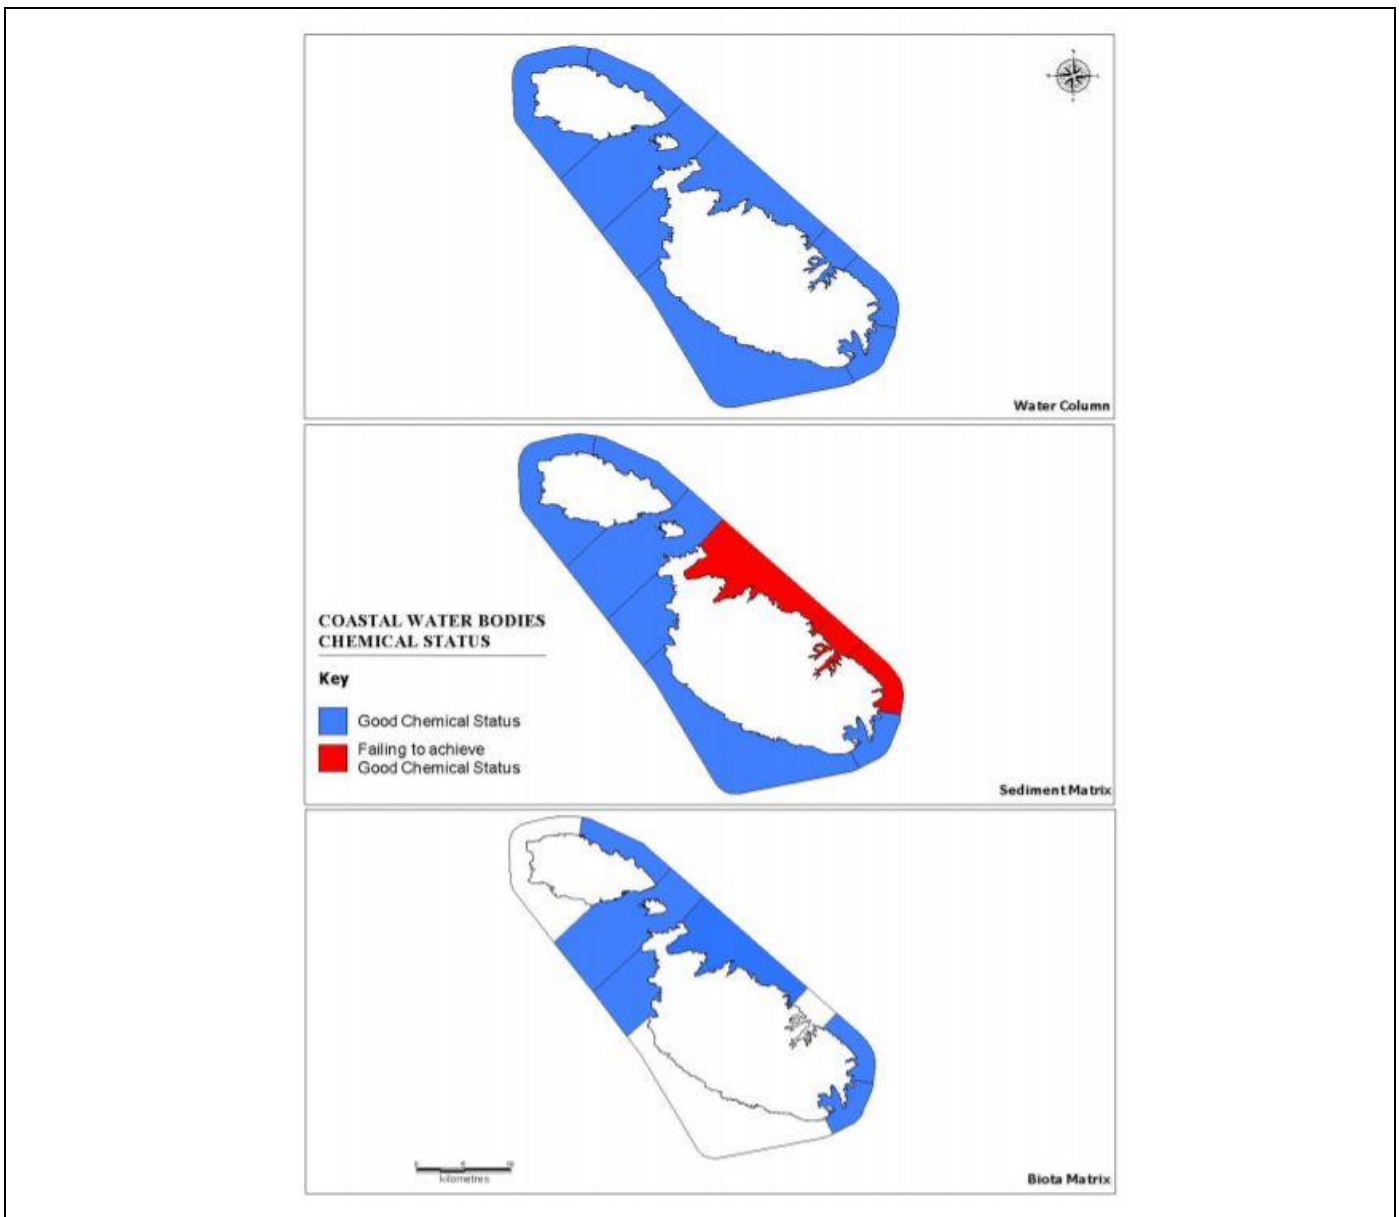 Water Column
COASTAL WATER BODIES
CHEMICAL STATUS
Key
Good Chemical Status
Failing to achieve
Good Chemical Status
Sediment Matrix
kilometres
Biota Matrix